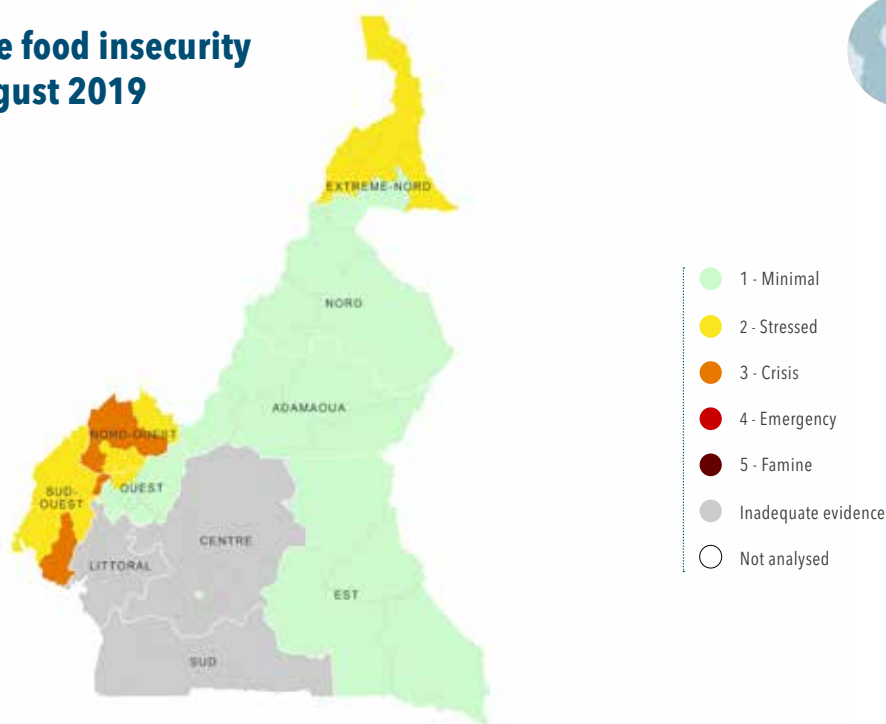 e food insecurity
gust 2019
EXTREME-NORD
NORD
ADAMAOUA
NORD-OUEST
OUEST
SUD-
OUEST
CENTRE
LITTORAL
EST
SUD
1 - Minimal
2 - Stressed
3 - Crisis
4 - Emergency
5 - Famine
Inadequate evidence
Not analysed